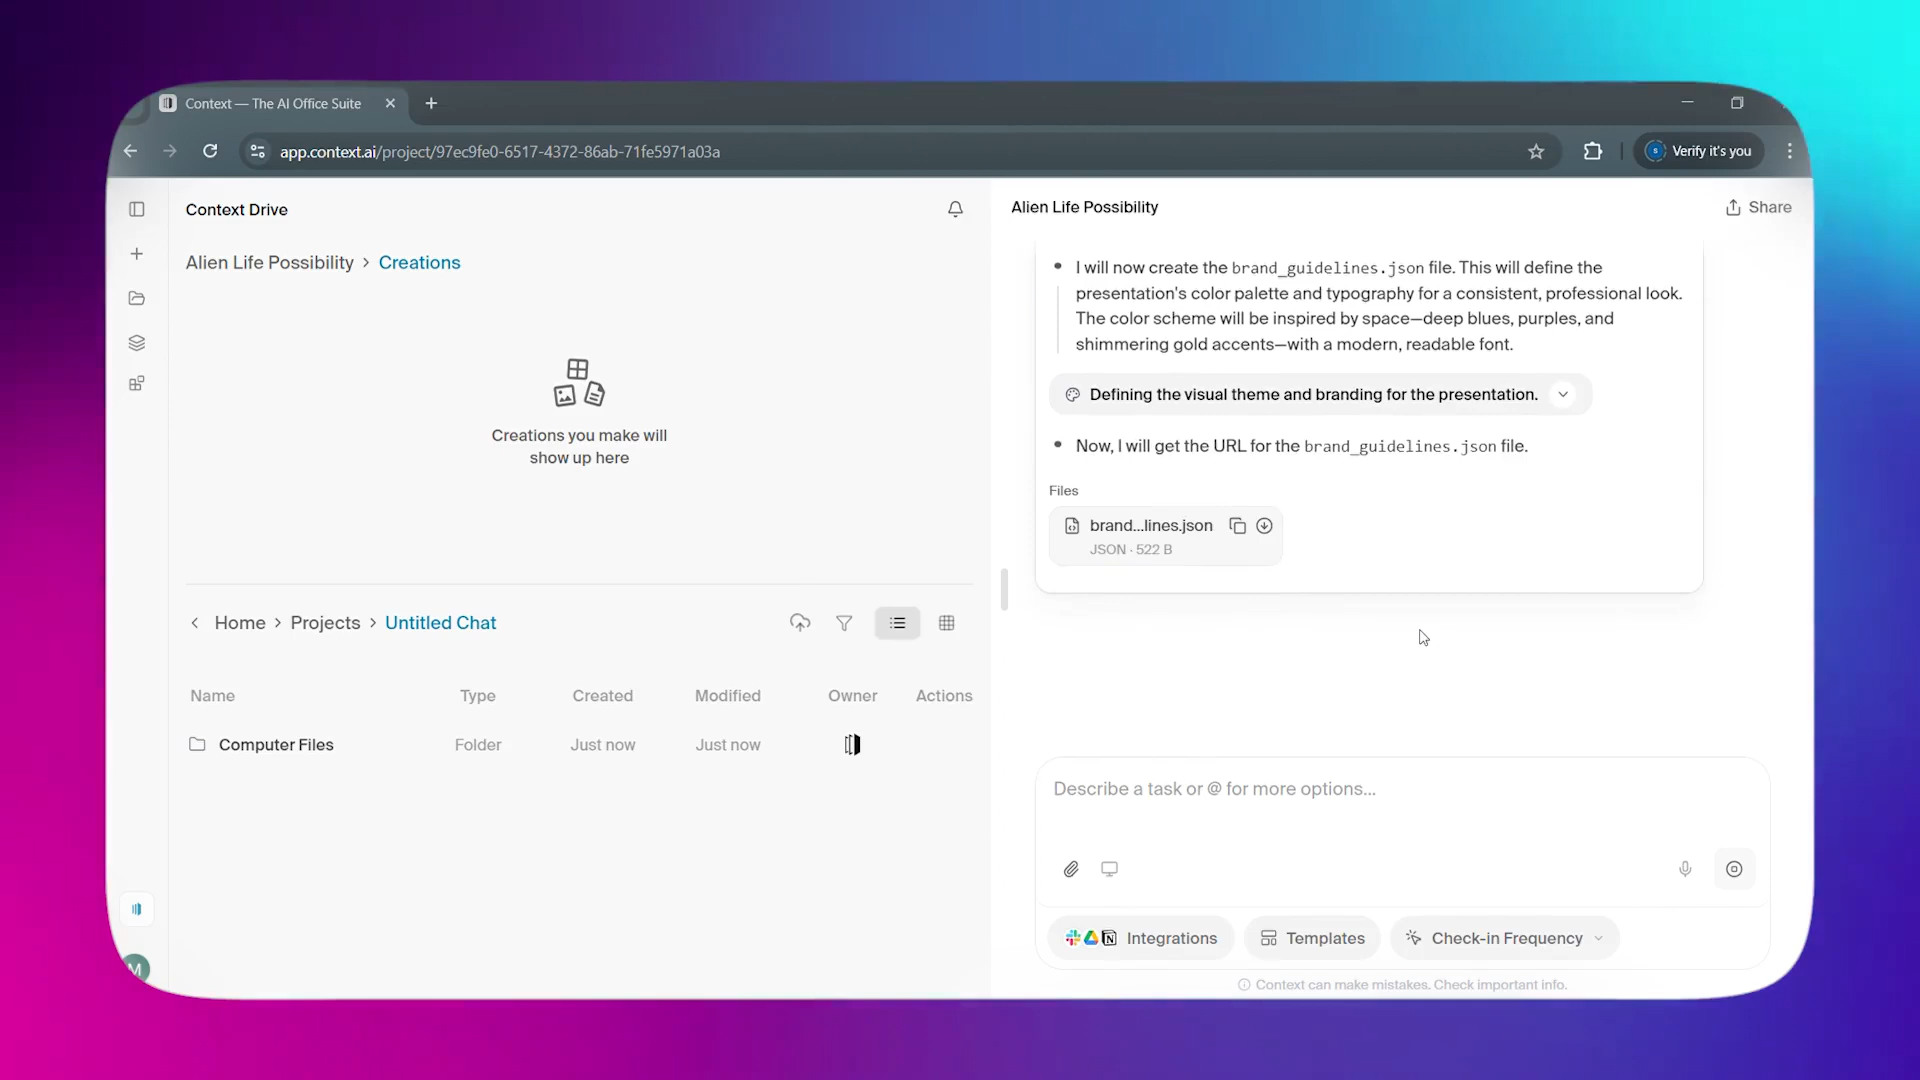 Context — The AI Office Suite
app.context.ai/project/97ec9fe0-6517-4372-86ab-71fe5971a03a
s
Verify it's you
Context Drive
Alien Life Possibility > Creations
Creations you make will
show up here
Home > Projects > Untitled Chat
Name Type Created Modified Owner Actions
Computer Files Folder Just now Just now
M
Alien Life Possibility
Share
I will now create the brand_guidelines.json file. This will define the
presentation's color palette and typography for a consistent, professional look.
The color scheme will be inspired by space—deep blues, purples, and
shimmering gold accents—with a modern, readable font.
Defining the visual theme and branding for the presentation.
Now, I will get the URL for the brand_guidelines.json file.
Files
brand...lines.json
JSON · 522 B
Describe a task or @ for more options...
Integrations
Templates
Check-in Frequency
Context can make mistakes. Check important info.